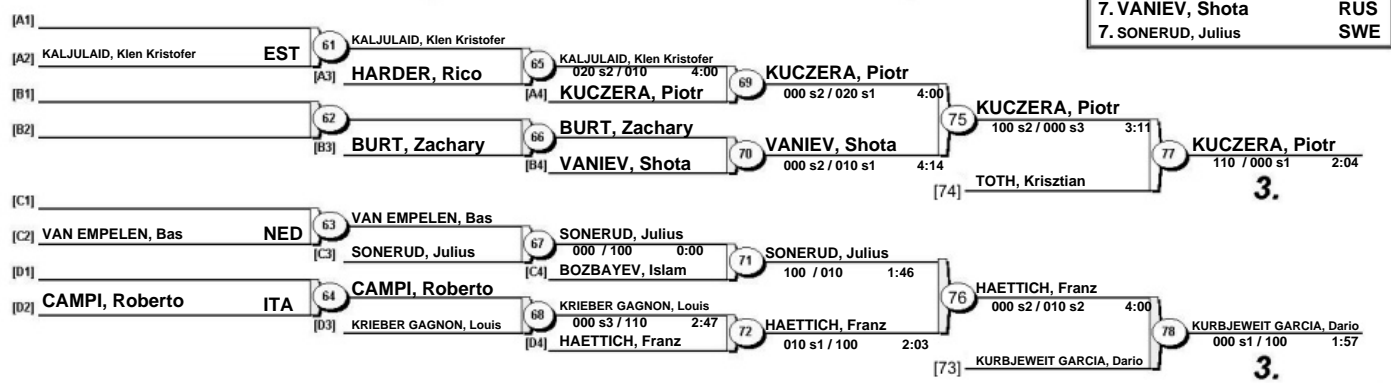 7. VANIEV, Shota RUS
7. SONERUD, Julius SWE
[A1]
[A2] KALJULAID, Klen Kristofer EST
61
KALJULAID, Klen Kristofer
[A3] HARDER, Rico
65
KALJULAID, Klen Kristofer
020 s2 / 010 4:00
[A4] KUCZERA, Piotr
69
KUCZERA, Piotr
000 s2 / 020 s1 4:00
[B1]
[B2]
62
[B3] BURT, Zachary
66
BURT, Zachary
[B4] VANIEV, Shota
70
VANIEV, Shota
000 s2 / 010 s1 4:14
75
KUCZERA, Piotr
100 s2 / 000 s3 3:11
[74] TOTH, Krisztian
77
KUCZERA, Piotr
110 / 000 s1 2:04
3.
[C1]
[C2] VAN EMPELEN, Bas NED
63
VAN EMPELEN, Bas
[C3] SONERUD, Julius
67
SONERUD, Julius
000 / 100 0:00
[C4] BOZBAYEV, Islam
71
SONERUD, Julius
100 / 010 1:46
[D1]
[D2] CAMPI, Roberto ITA
64
CAMPI, Roberto
[D3] KRIEBER GAGNON, Louis
68
KRIEBER GAGNON, Louis
000 s3 / 110 2:47
[D4] HAETTICH, Franz
72
HAETTICH, Franz
010 s1 / 100 2:03
76
HAETTICH, Franz
000 s2 / 010 s2 4:00
[73] KURBJEWEIT GARCIA, Dario
78
KURBJEWEIT GARCIA, Dario
000 s1 / 100 1:57
3.